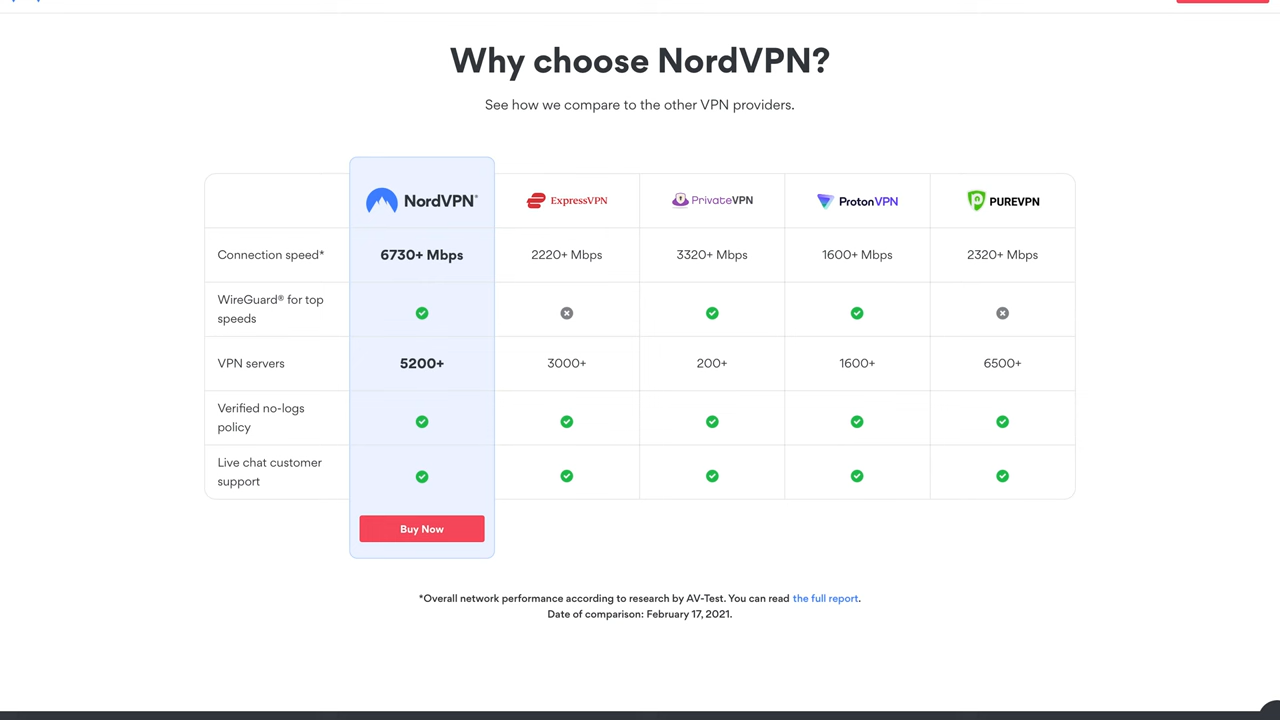 Why choose NordVPN?
See how we compare to the other VPN providers.
NordVPN® ExpressVPN PrivateVPN ProtonVPN PUREVPN
Connection speed* 6730+ Mbps 2220+ Mbps 3320+ Mbps 1600+ Mbps 2320+ Mbps
WireGuard® for top
speeds
VPN servers 5200+ 3000+ 200+ 1600+ 6500+
Verified no-logs
policy
Live chat customer
support
Buy Now
*Overall network performance according to research by AV-Test. You can read the full report.
Date of comparison: February 17, 2021.